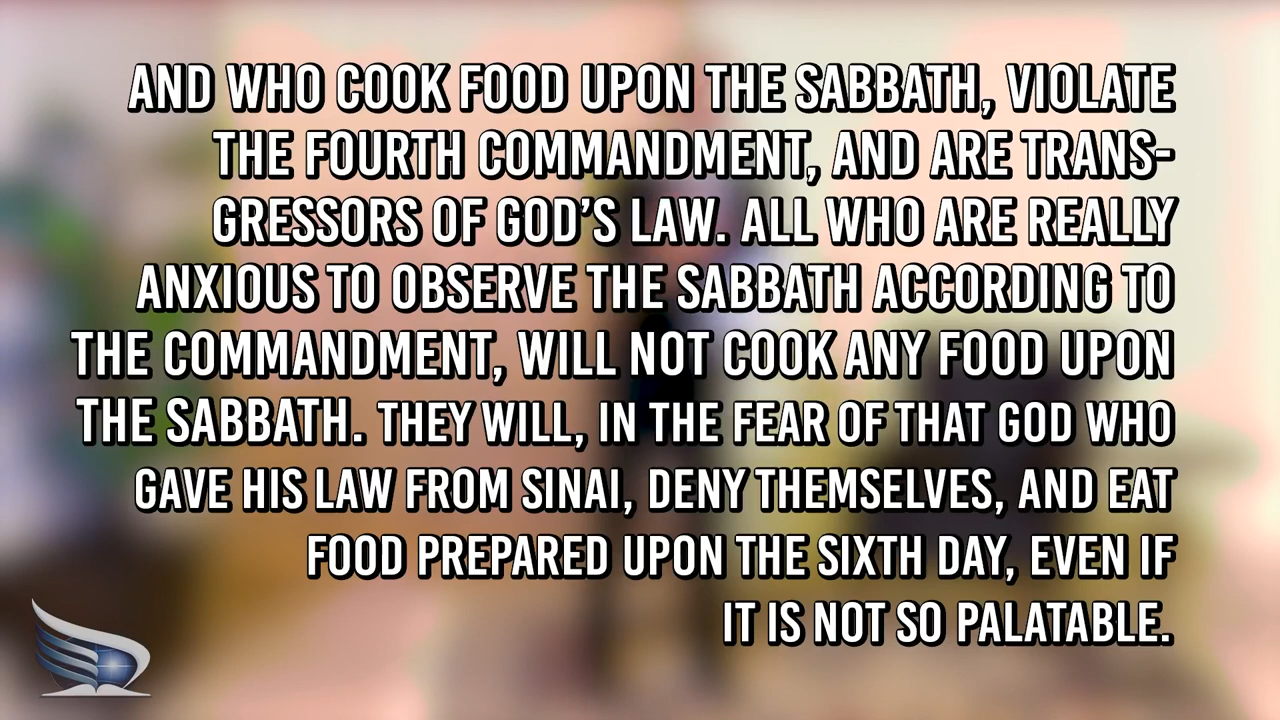 AND WHO COOK FOOD UPON THE SABBATH, VIOLATE
THE FOURTH COMMANDMENT, AND ARE TRANS-
GRESSORS OF GOD’S LAW. ALL WHO ARE REALLY
ANXIOUS TO OBSERVE THE SABBATH ACCORDING TO
THE COMMANDMENT, WILL NOT COOK ANY FOOD UPON
THE SABBATH. THEY WILL, IN THE FEAR OF THAT GOD WHO
GAVE HIS LAW FROM SINAI, DENY THEMSELVES, AND EAT
FOOD PREPARED UPON THE SIXTH DAY, EVEN IF
IT IS NOT SO PALATABLE.